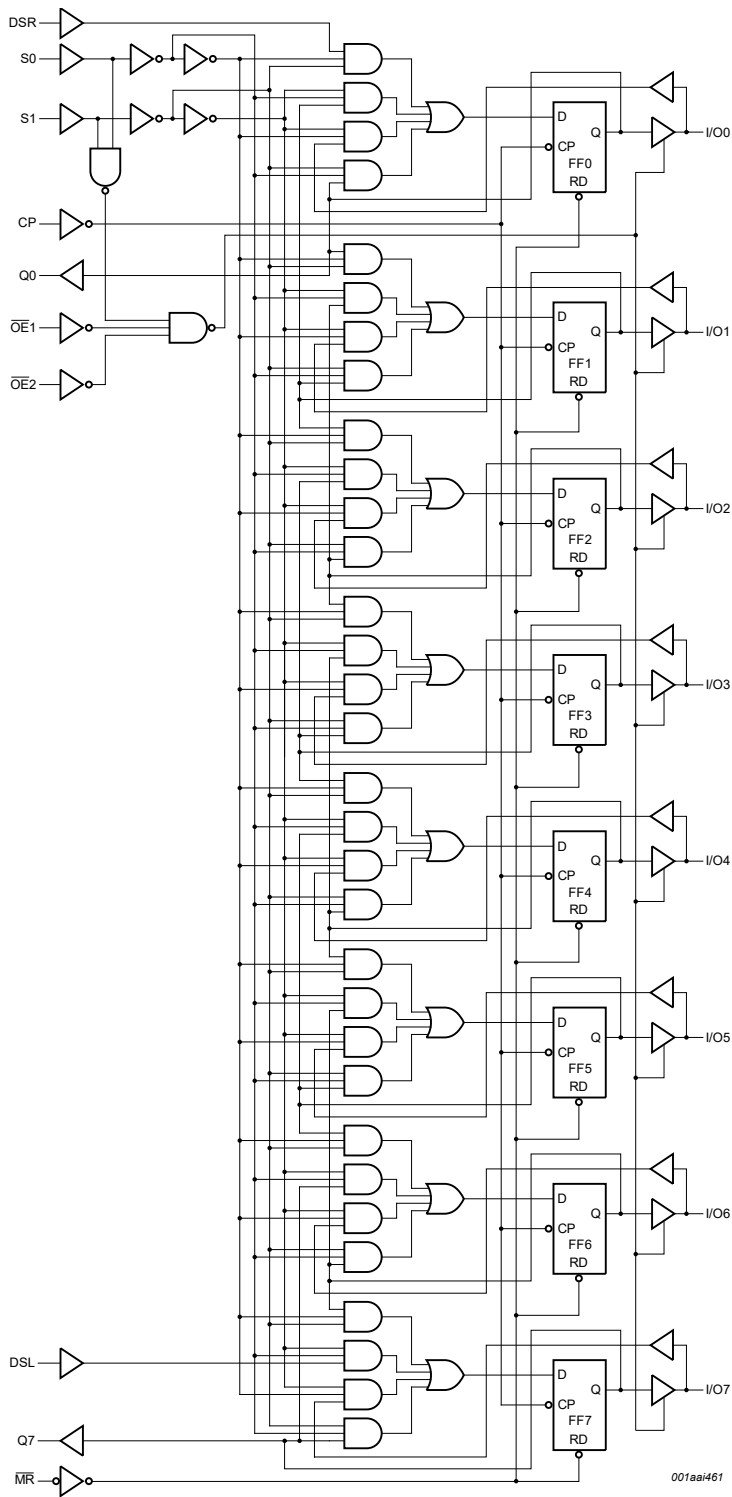 DSR
S0
S1
CP
Q0
OE1
OE2
DSL
Q7
MR
D
Q
CP
FF0
RD
I/O0
D
Q
CP
FF1
RD
I/O1
D
Q
CP
FF2
RD
I/O2
D
Q
CP
FF3
RD
I/O3
D
Q
CP
FF4
RD
I/O4
D
Q
CP
FF5
RD
I/O5
D
Q
CP
FF6
RD
I/O6
D
Q
CP
FF7
RD
I/O7
001aai461